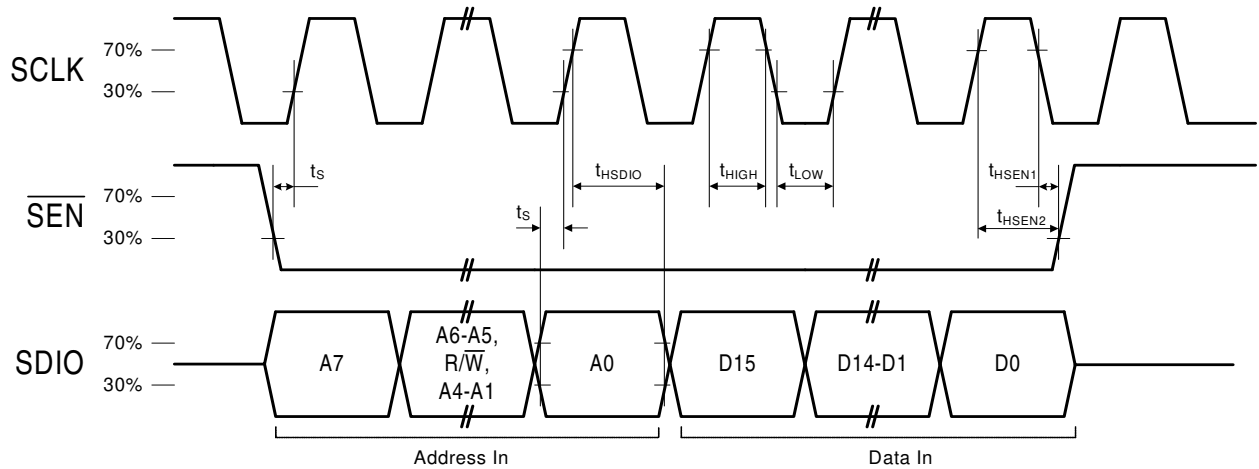 SCLK
70%
30%
tS
tHSDIO
tHIGH
tLOW
tHSEN1
SEN
70%
30%
tS
tHSEN2
SDIO
70%
30%
A7
A6-A5,
R/W,
A4-A1
A0
D15
D14-D1
D0
Address In
Data In